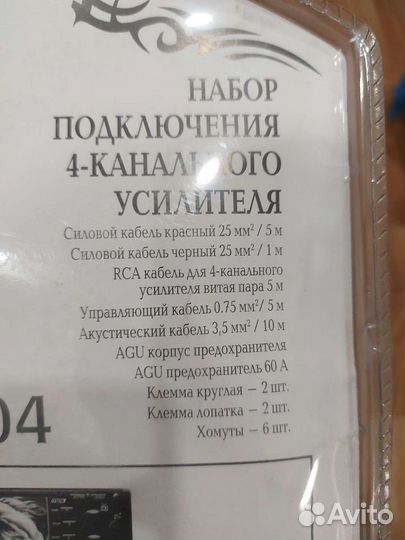 НАБОР
ПОДКЛЮЧЕНИЯ
4-КАНАЛЬНОГО
УСИЛИТЕЛЯ
Силовой кабель красный 25 мм² / 5 м
Силовой кабель черный 25 мм² / 1 м
RCA кабель для 4-канального
усилителя витая пара 5 м
Управляющий кабель 0.75 мм² / 5 м
Акустический кабель 3,5 мм² / 10 м
AGU корпус предохранителя
AGU предохранитель 60 А
Клемма круглая – 2 шт.
Клемма лопатка – 2 шт.
Хомуты – 6 шт.
04
Avito